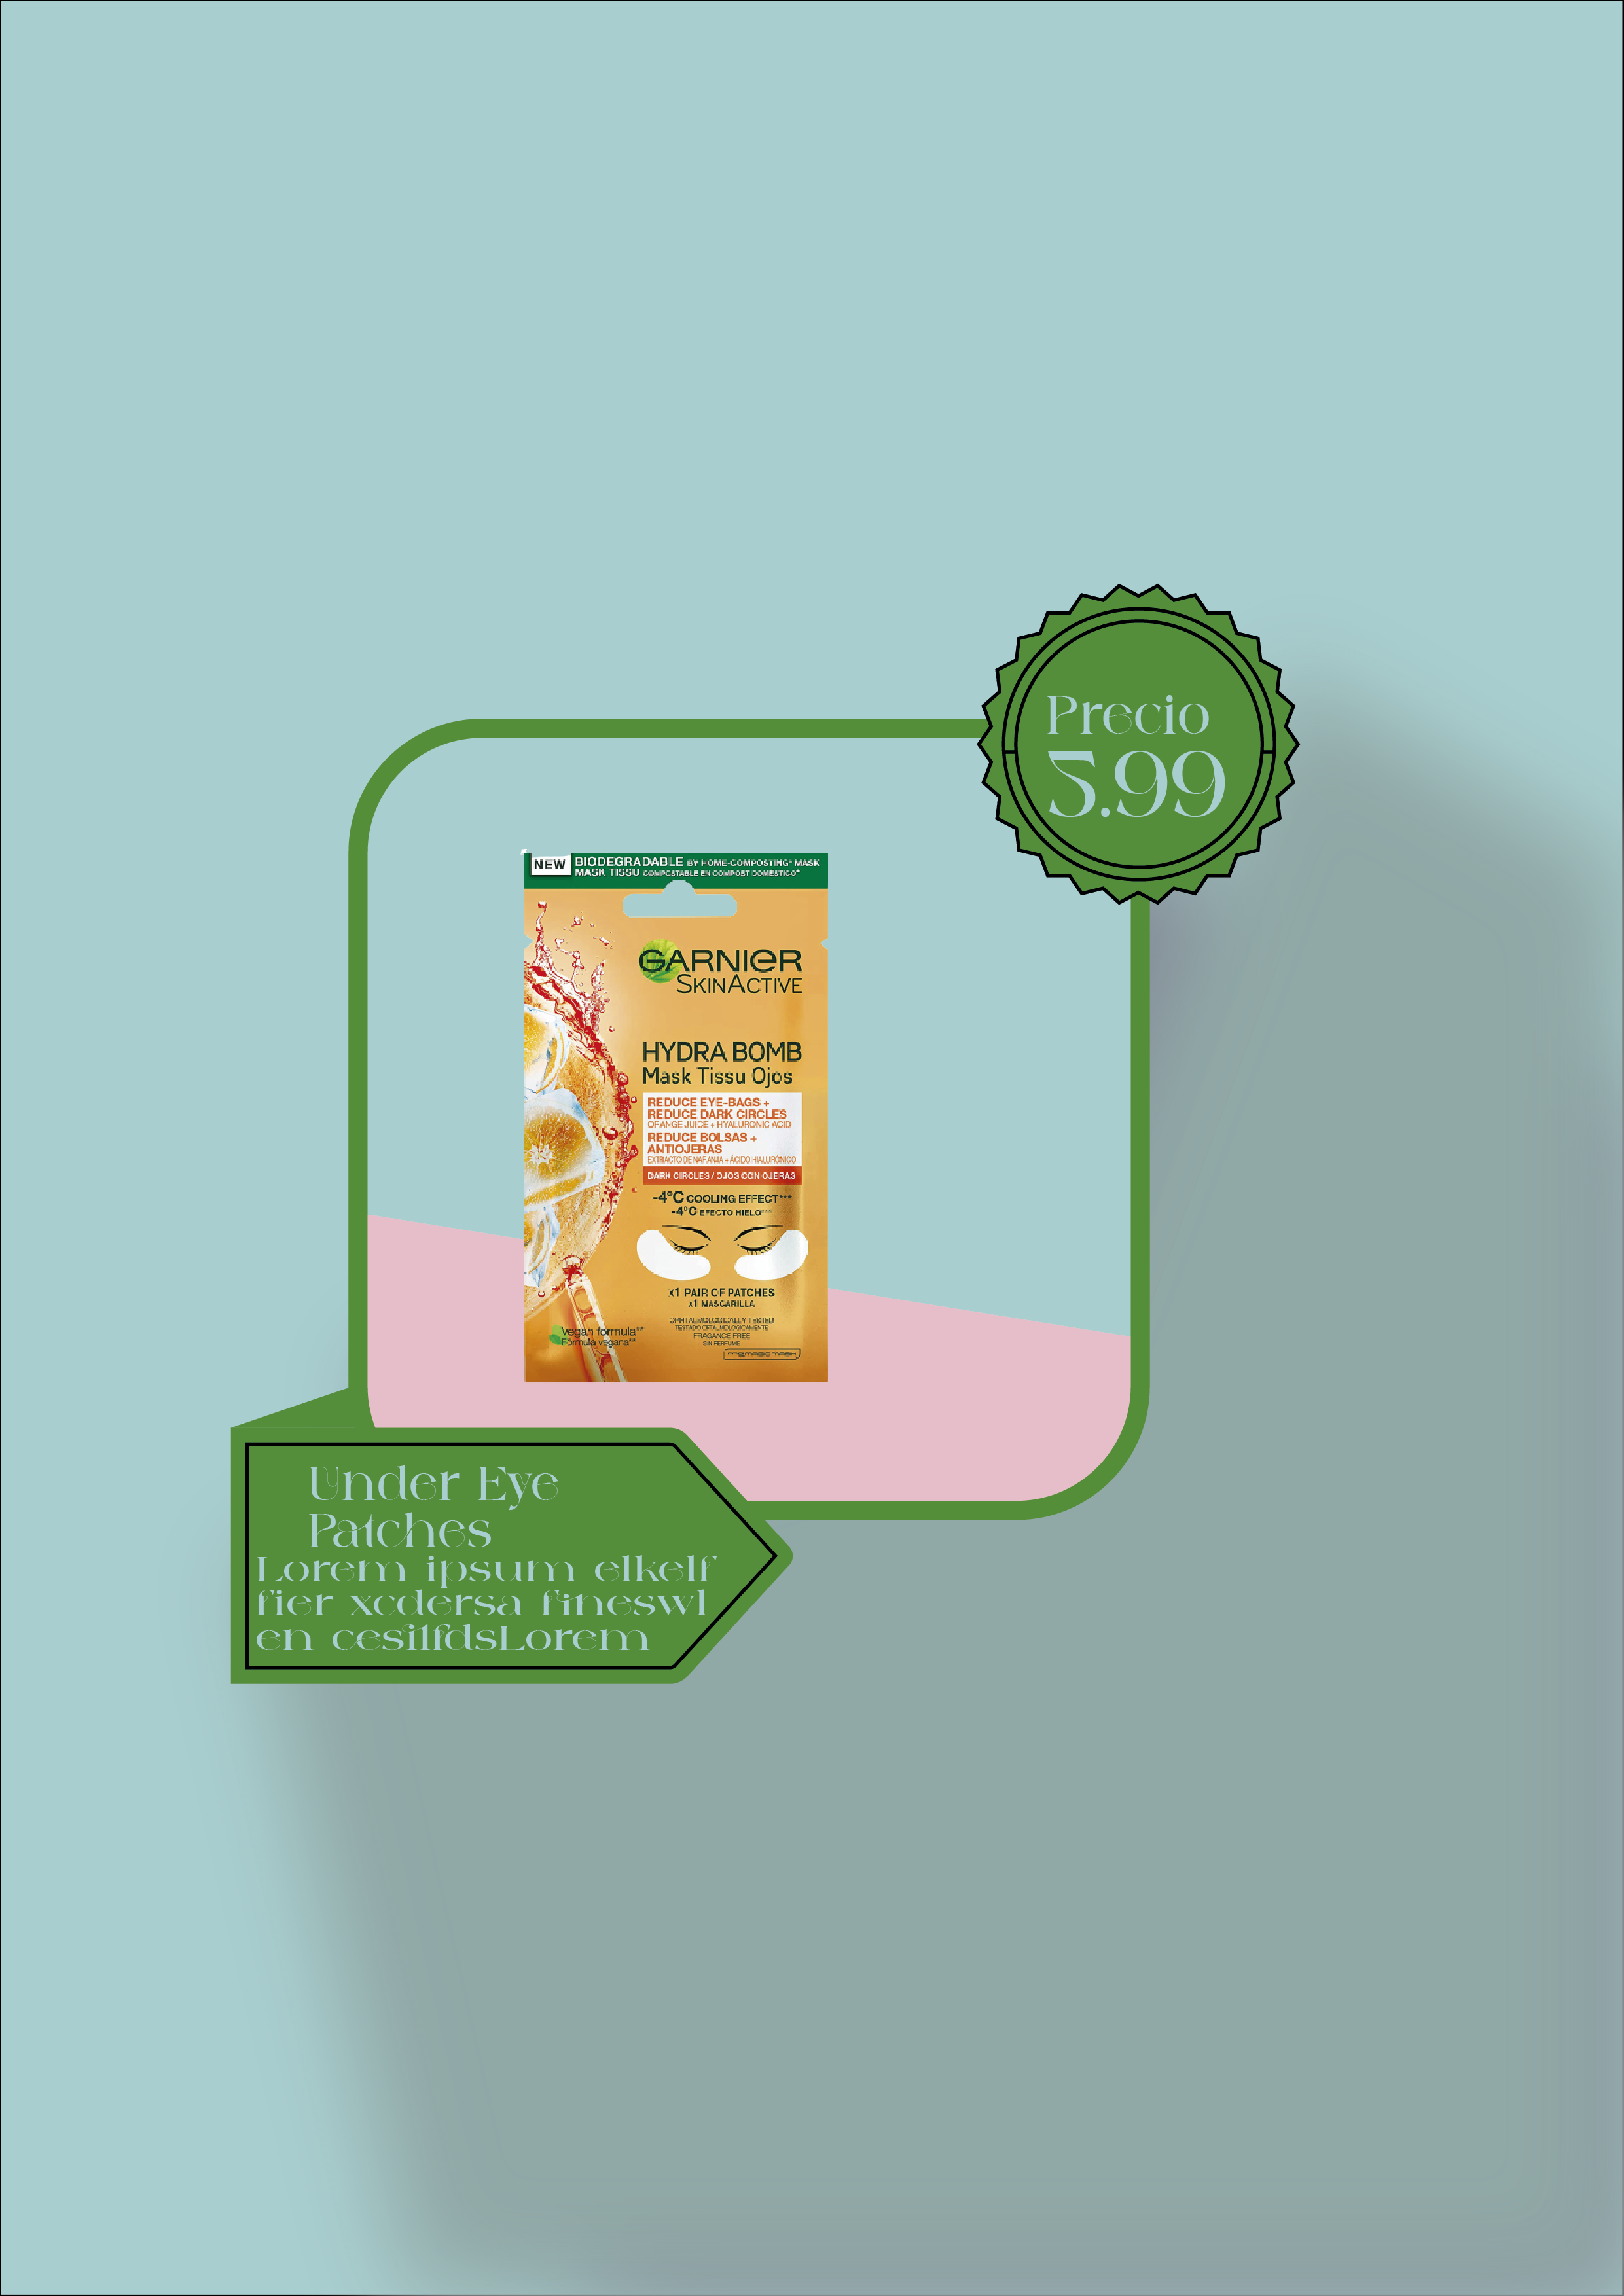 Precio
5.99
NEW BIODEGRADABLE BY HOME-COMPOSTING* MASK
MASK TISSU COMPOSTABLE EN COMPOST DOMÉSTICO*
GARNIER
SKINACTIVE
HYDRA BOMB
Mask Tissu Ojos
REDUCE EYE-BAGS +
REDUCE DARK CIRCLES
ORANGE JUICE + HYALURONIC ACID
REDUCE BOLSAS +
ANTIOJERAS
EXTRACTO DE NARANJA + ÁCIDO HIALURÓNICO
DARK CIRCLES / OJOS CON OJERAS
-4°C COOLING EFFECT***
-4°C EFECTO HIELO***
x1 PAIR OF PATCHES
x1 MASCARILLA
OPHTALMOLOGICALLY TESTED
TESTADO OFTALMOLOGICAMENTE
FRAGANCE FREE
SIN PERFUME
Vegan formula**
Fórmula vegana**
Under Eye
Patches
Lorem ipsum elkelf
fier xcdersa fineswl
en cesilfdsLorem